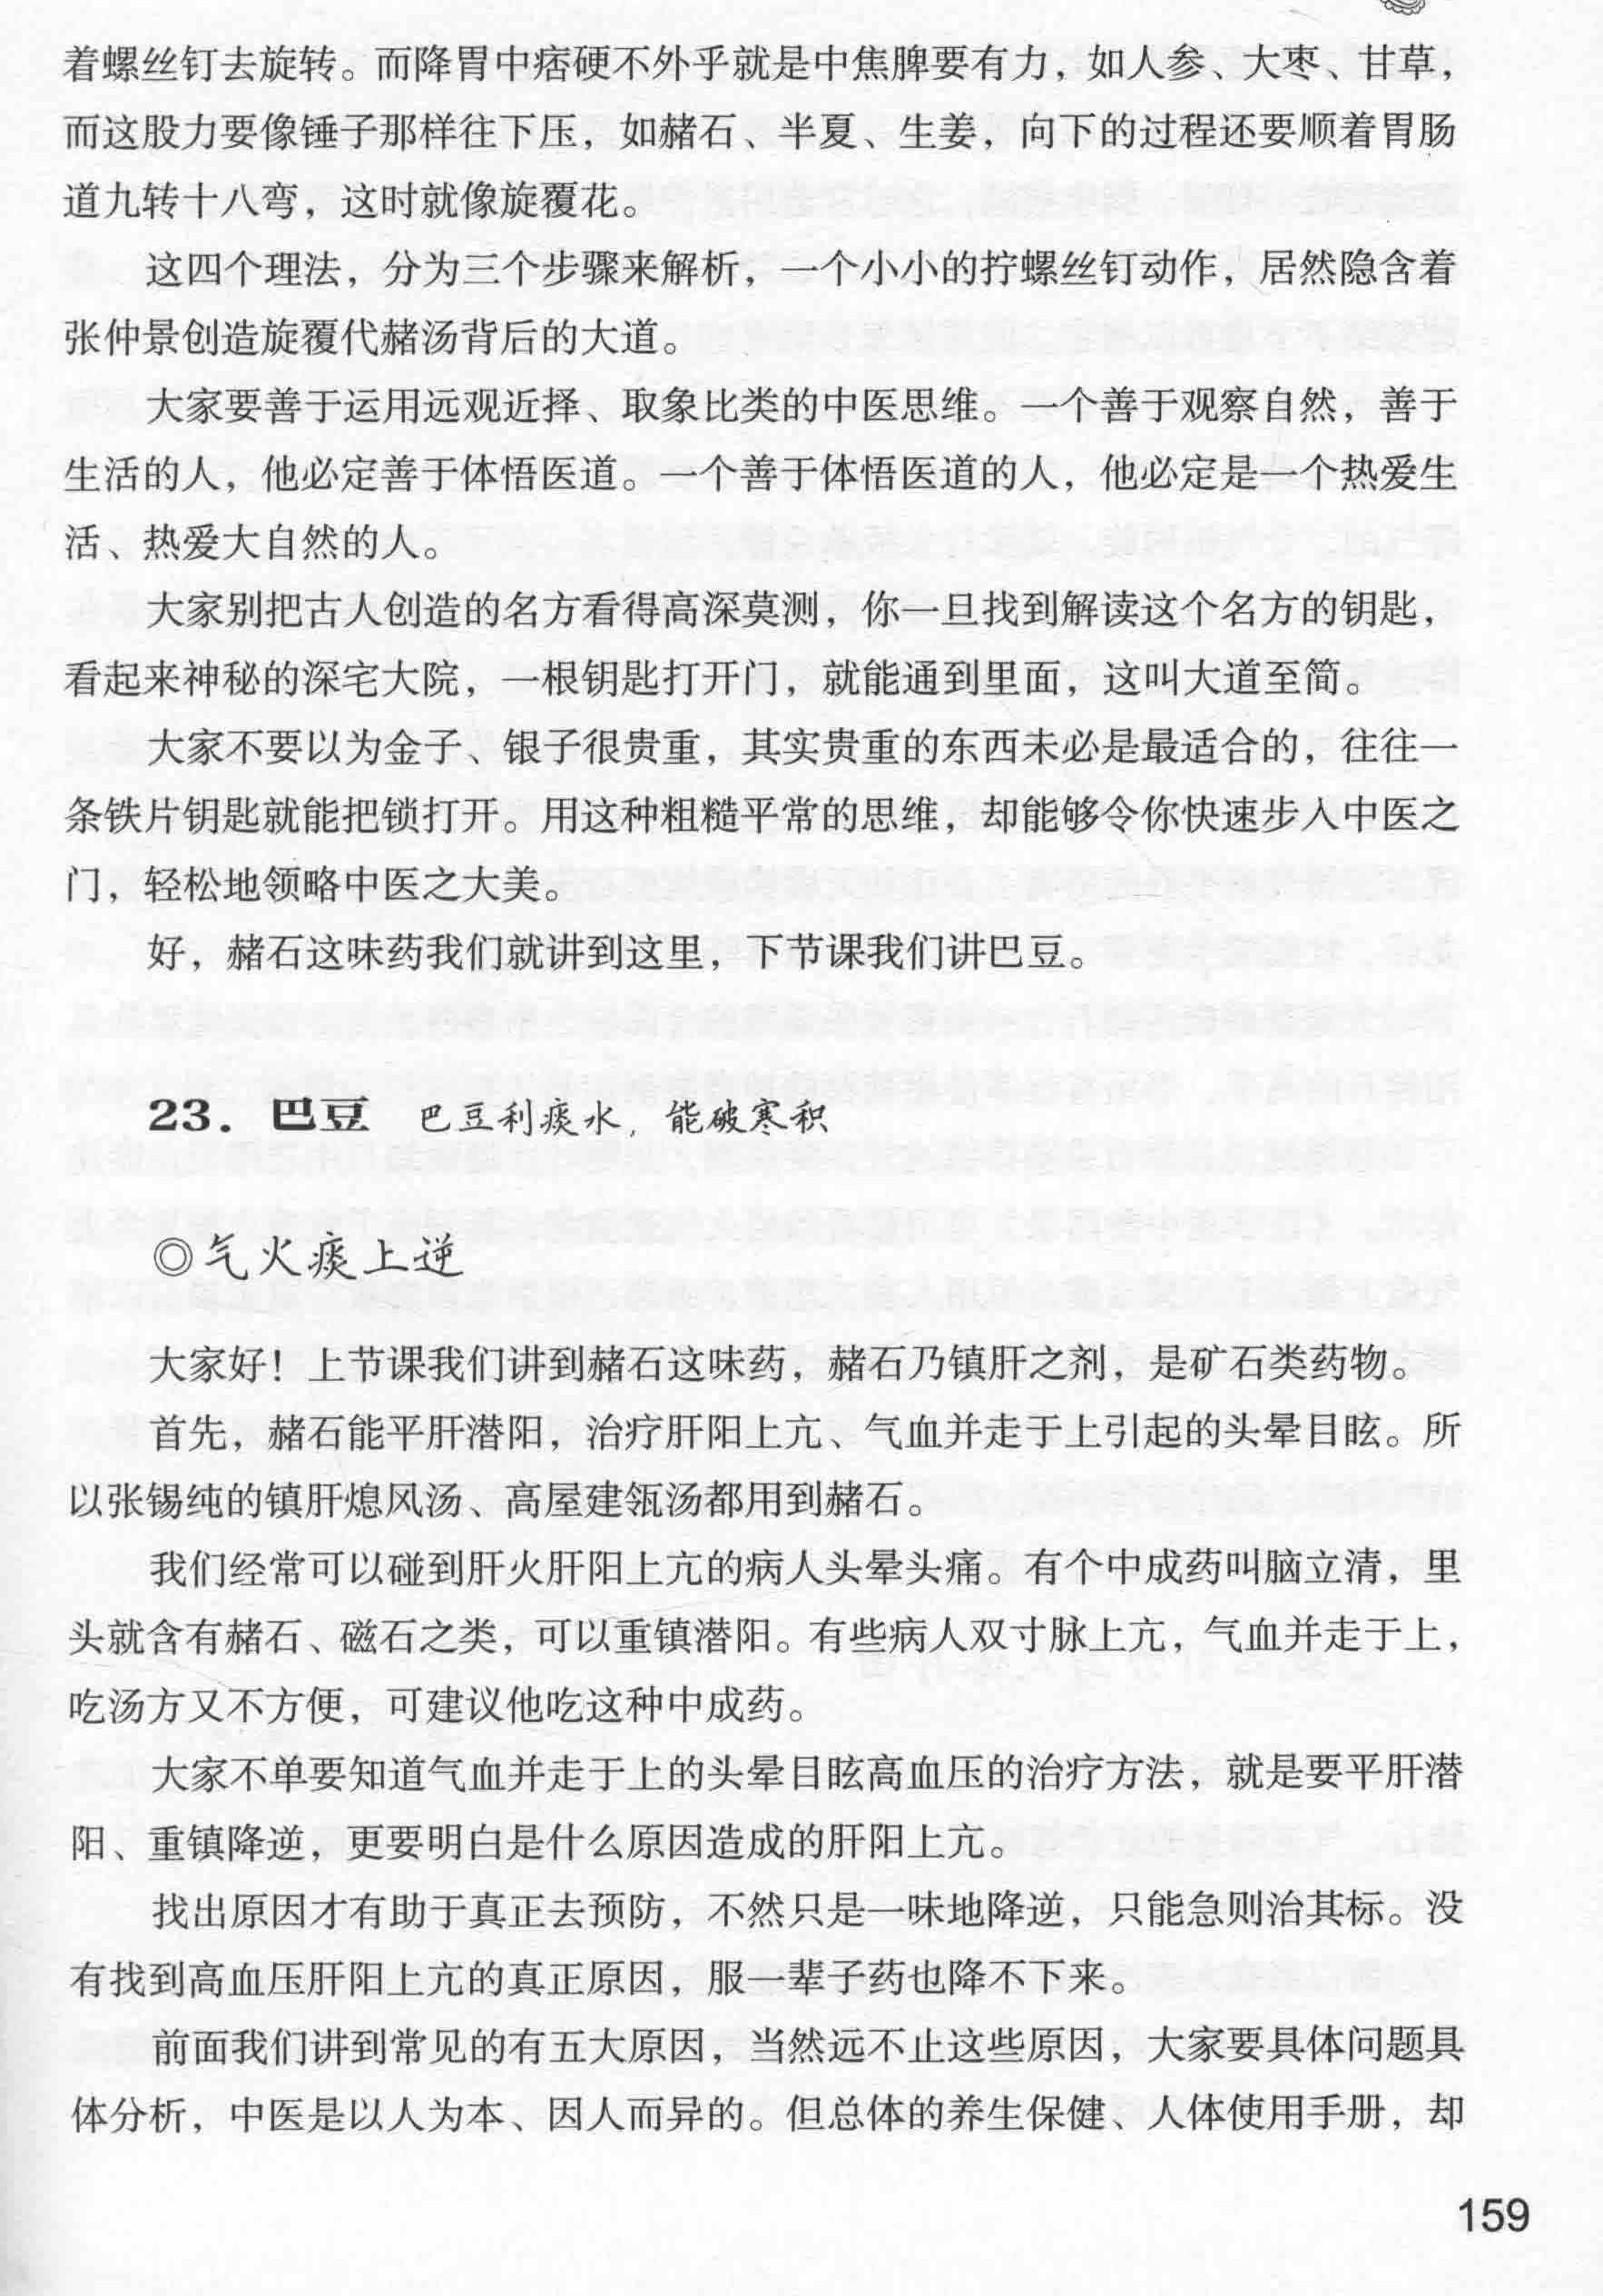 着螺丝钉去旋转。而降胃中痞硬不外乎就是中焦脾要有力，如人参、大枣、甘草，
而这股力要像锤子那样往下压，如赭石、半夏、生姜，向下的过程还要顺着胃肠
道九转十八弯，这时就像旋覆花。
这四个理法，分为三个步骤来解析，一个小小的拧螺丝钉动作，居然隐含着
张仲景创造旋覆代赭汤背后的大道。
大家要善于运用远观近择、取象比类的中医思维。一个善于观察自然，善于
生活的人，他必定善于体悟医道。一个善于体悟医道的人，他必定是一个热爱生
活、热爱大自然的人。
大家别把古人创造的名方看得高深莫测，你一旦找到解读这个名方的钥匙，
看起来神秘的深宅大院，一根钥匙打开门，就能通到里面，这叫大道至简。
大家不要以为金子、银子很贵重，其实贵重的东西未必是最适合的，往往一
条铁片钥匙就能把锁打开。用这种粗糙平常的思维，却能够令你快速步入中医之
门，轻松地领略中医之大美。
好，赭石这味药我们就讲到这里，下节课我们讲巴豆。
23．巴豆 巴豆利痰水，能破寒积
◎气火痰上逆
大家好！上节课我们讲到赭石这味药，赭石乃镇肝之剂，是矿石类药物。
首先，赭石能平肝潜阳，治疗肝阳上亢、气血并走于上引起的头晕目眩。所
以张锡纯的镇肝熄风汤、高屋建瓴汤都用到赭石。
我们经常可以碰到肝火肝阳上亢的病人头晕头痛。有个中成药叫脑立清，里
头就含有赭石、磁石之类，可以重镇潜阳。有些病人双寸脉上亢，气血并走于上，
吃汤方又不方便，可建议他吃这种中成药。
大家不单要知道气血并走于上的头晕目眩高血压的治疗方法，就是要平肝潜
阳、重镇降逆，更要明白是什么原因造成的肝阳上亢。
找出原因才有助于真正去预防，不然只是一味地降逆，只能急则治其标。没
有找到高血压肝阳上亢的真正原因，服一辈子药也降不下来。
前面我们讲到常见的有五大原因，当然远不止这些原因，大家要具体问题具
体分析，中医是以人为本、因人而异的。但总体的养生保健、人体使用手册，却
159